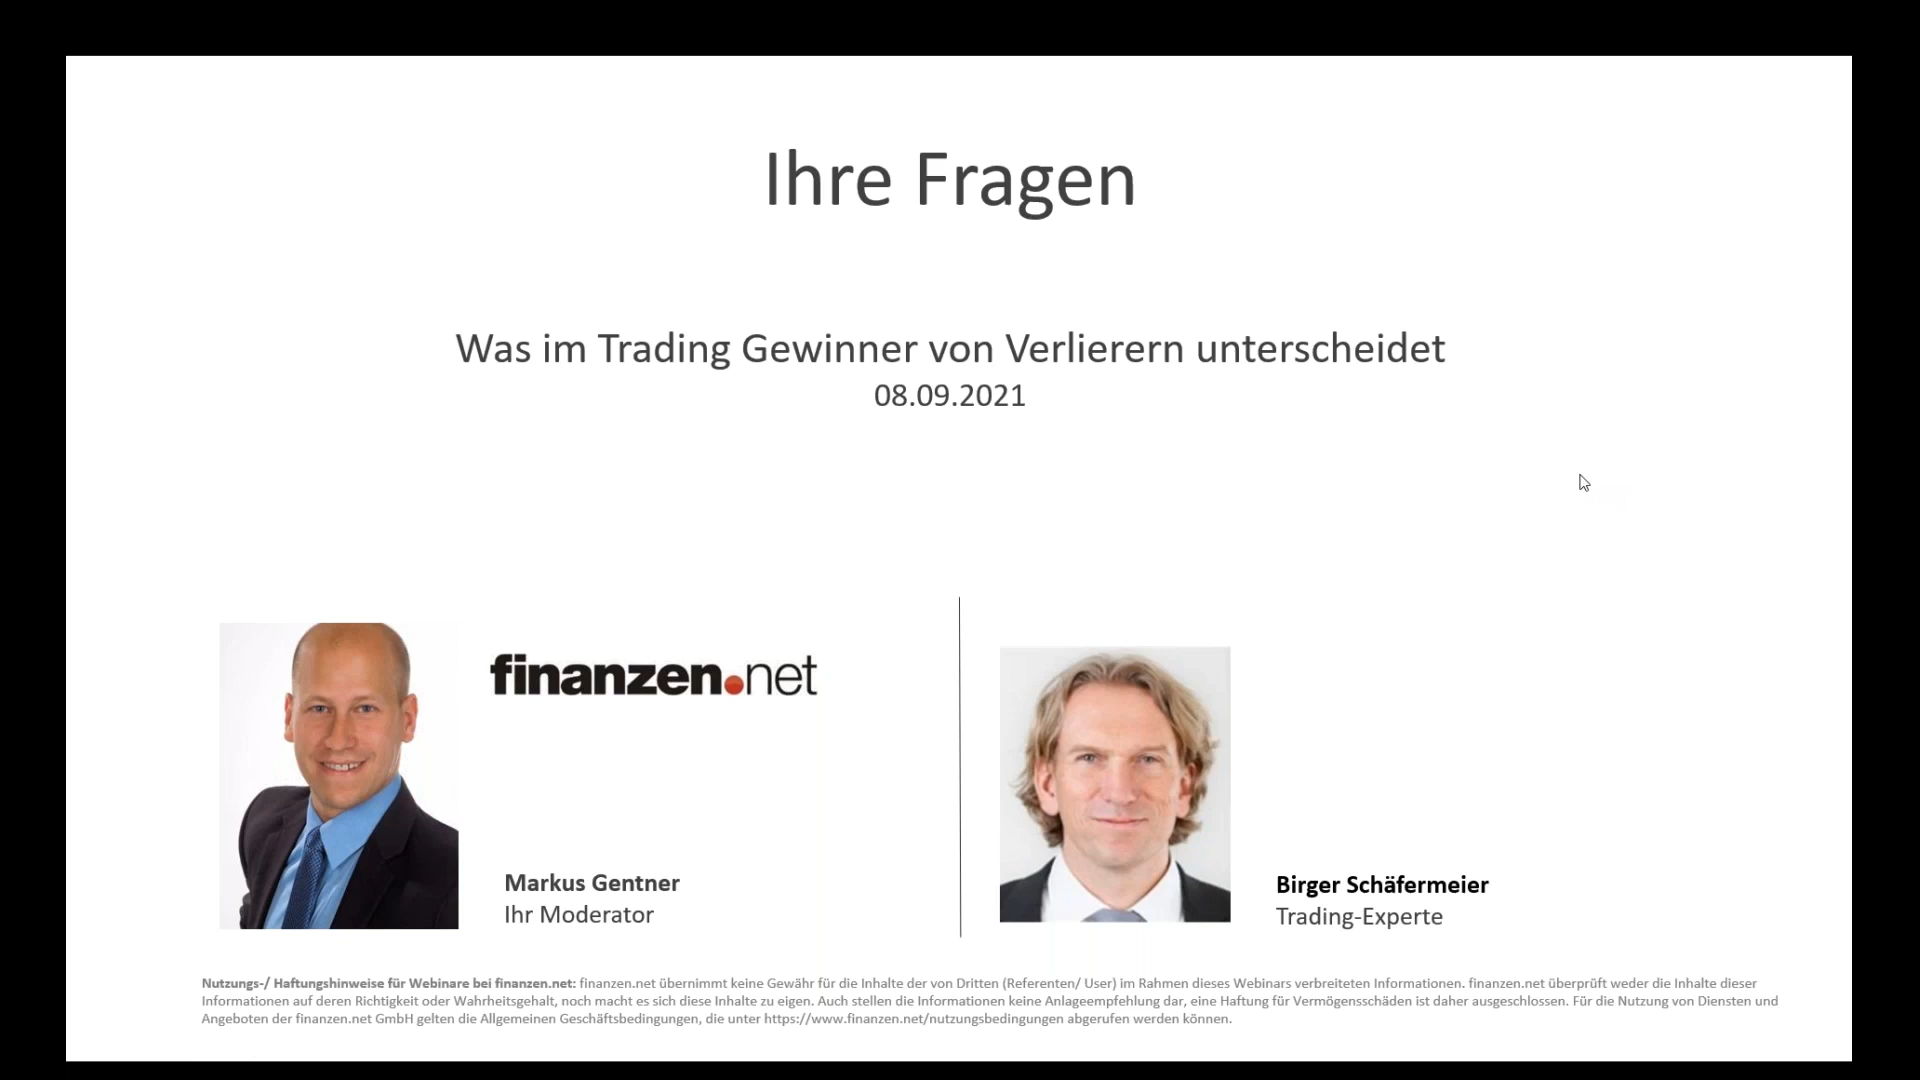 Ihre Fragen
Was im Trading Gewinner von Verlierern unterscheidet
08.09.2021
finanzen.net
Markus Gentner
Ihr Moderator
Birger Schäfermeier
Trading-Experte
Nutzungs-/ Haftungshinweise für Webinare bei finanzen.net: finanzen.net übernimmt keine Gewähr für die Inhalte der von Dritten (Referenten/ User) im Rahmen dieses Webinars verbreiteten Informationen. finanzen.net überprüft weder die Inhalte dieser
Informationen auf deren Richtigkeit oder Wahrheitsgehalt, noch macht es sich diese Inhalte zu eigen. Auch stellen die Informationen keine Anlageempfehlung dar, eine Haftung für Vermögensschäden ist daher ausgeschlossen. Für die Nutzung von Diensten und
Angeboten der finanzen.net GmbH gelten die Allgemeinen Geschäftsbedingungen, die unter https://www.finanzen.net/nutzungsbedingungen abgerufen werden können.